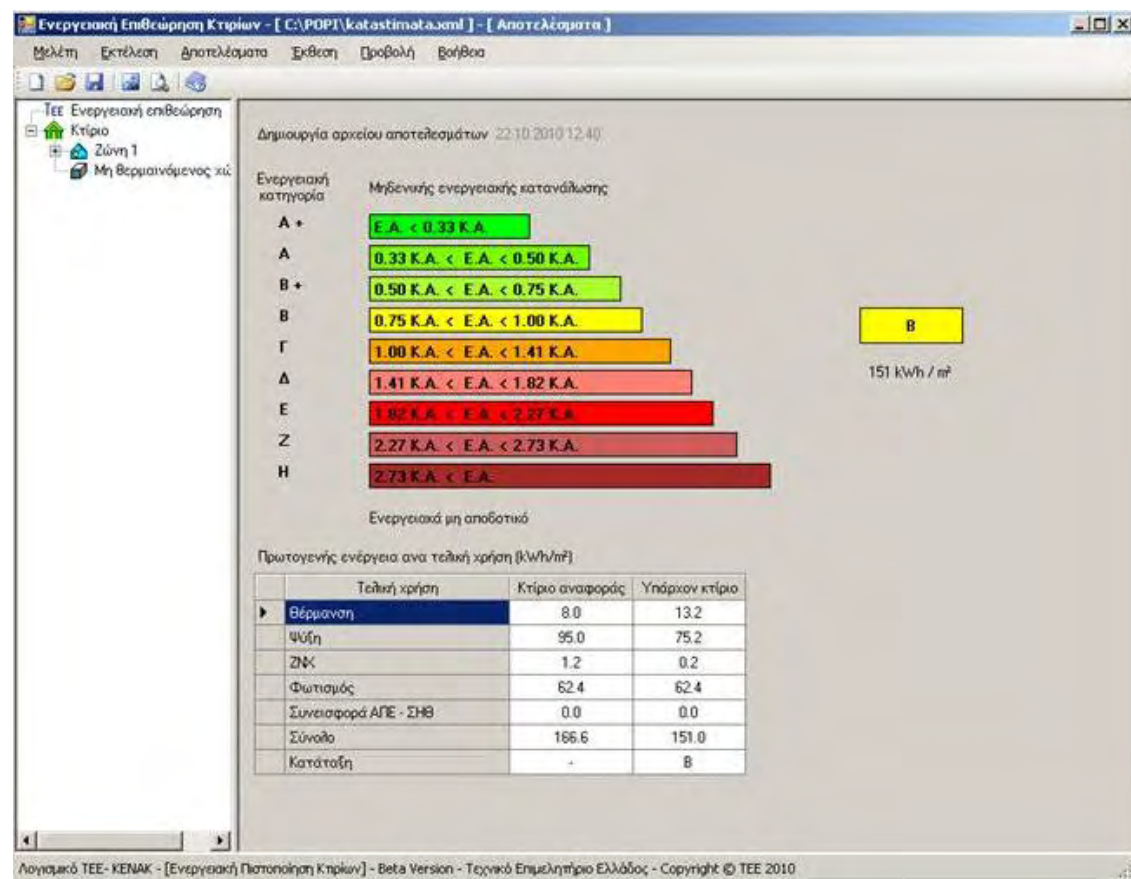 Ενεργειακή Επιθεώρηση Κτιρίων - [ C:\POPI\katastimata.xml ] - [ Αποτελέσματα ]
Μελέτη Εκτέλεση Αποτελέσματα Έκθεση Προβολή Βοήθεια
ΤΕΕ Ενεργειακή επιθεώρηση
Κτίριο
Ζώνη 1
Μη θερμαινόμενος χώ
Δημιουργία αρχείου αποτελεσμάτων 22.10.2010 12:40
Ενεργειακή κατηγορία
Μηδενικής ενεργειακής κατανάλωσης
Α + Ε.Α. < 0.33 Κ.Α.
Α 0.33 Κ.Α. < Ε.Α. < 0.50 Κ.Α.
Β + 0.50 Κ.Α. < Ε.Α. < 0.75 Κ.Α.
Β 0.75 Κ.Α. < Ε.Α. < 1.00 Κ.Α.
Γ 1.00 Κ.Α. < Ε.Α. < 1.41 Κ.Α.
Δ 1.41 Κ.Α. < Ε.Α. < 1.82 Κ.Α.
Ε 1.82 Κ.Α. < Ε.Α. < 2.27 Κ.Α.
Ζ 2.27 Κ.Α. < Ε.Α. < 2.73 Κ.Α.
Η 2.73 Κ.Α. < Ε.Α.
Β
151 kWh / m²
Ενεργειακά μη αποδοτικό
Πρωτογενής ενέργεια ανα τελική χρήση (kWh/m²)
Τελική χρήση Κτίριο αναφοράς Υπάρχον κτίριο
Θέρμανση 8.0 13.2
Ψύξη 95.0 75.2
ΖΝΧ 1.2 0.2
Φωτισμός 62.4 62.4
Συνεισφορά ΑΠΕ - ΣΗΘ 0.0 0.0
Σύνολο 166.6 151.0
Κατάταξη - Β
Λογισμικό ΤΕΕ- ΚΕΝΑΚ - [Ενεργειακή Πιστοποίηση Κτιρίων] - Beta Version - Τεχνικό Επιμελητήριο Ελλάδος - Copyright © ΤΕΕ 2010